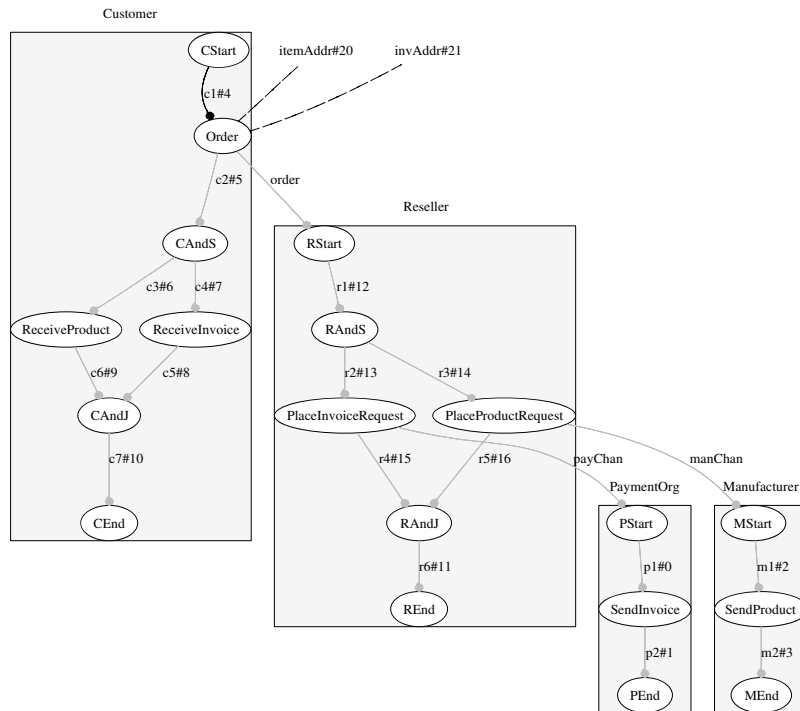 Customer
CStart
itemAddr#20
invAddr#21
c1#4
Order
c2#5
order
Reseller
CAndS
RStart
c3#6
c4#7
r1#12
ReceiveProduct
ReceiveInvoice
RAndS
c6#9
c5#8
r2#13
r3#14
CAndJ
PlaceInvoiceRequest
PlaceProductRequest
c7#10
r4#15
r5#16
payChan
manChan
PaymentOrg
Manufacturer
CEnd
RAndJ
PStart
MStart
r6#11
p1#0
m1#2
REnd
SendInvoice
SendProduct
p2#1
m2#3
PEnd
MEnd